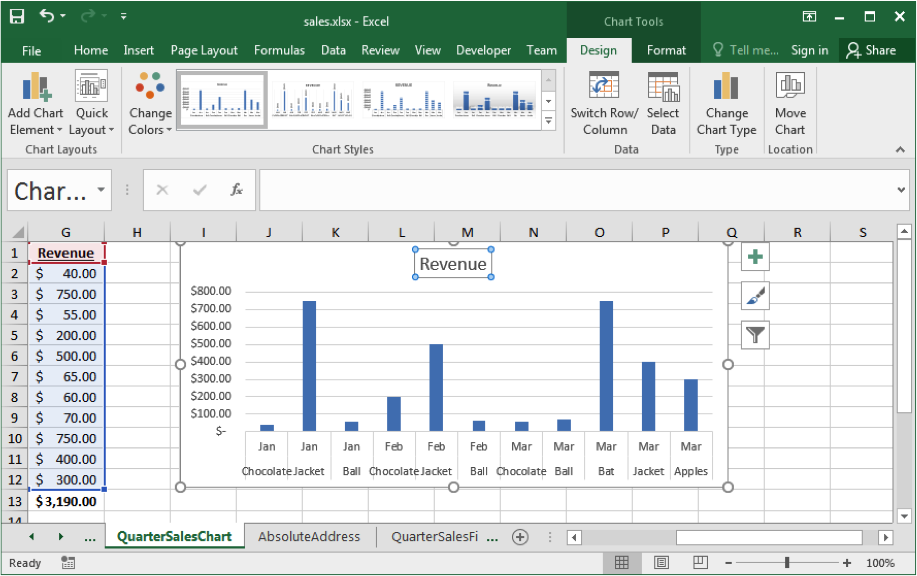 sales.xlsx - Excel
Chart Tools
File Home Insert Page Layout Formulas Data Review View Developer Team Design Format Tell me... Sign in Share
Add Chart Element
Quick Layout
Change Colors
Switch Row/ Column
Select Data
Change Chart Type
Move Chart
Chart Layouts
Chart Styles
Data
Type
Location
Char...
fx
G H I J K L M N O P Q R S
1 Revenue
2 $ 40.00
3 $ 750.00
4 $ 55.00
5 $ 200.00
6 $ 500.00
7 $ 65.00
8 $ 60.00
9 $ 70.00
10 $ 750.00
11 $ 400.00
12 $ 300.00
13 $3,190.00
14
Revenue
$800.00
$700.00
$600.00
$500.00
$400.00
$300.00
$200.00
$100.00
$-
Jan Jan Jan Feb Feb Feb Mar Mar Mar Mar Mar
Chocolate Jacket Ball Chocolate Jacket Ball Chocolate Ball Bat Jacket Apples
... QuarterSalesChart AbsoluteAddress QuarterSalesFi ...
Ready
100%